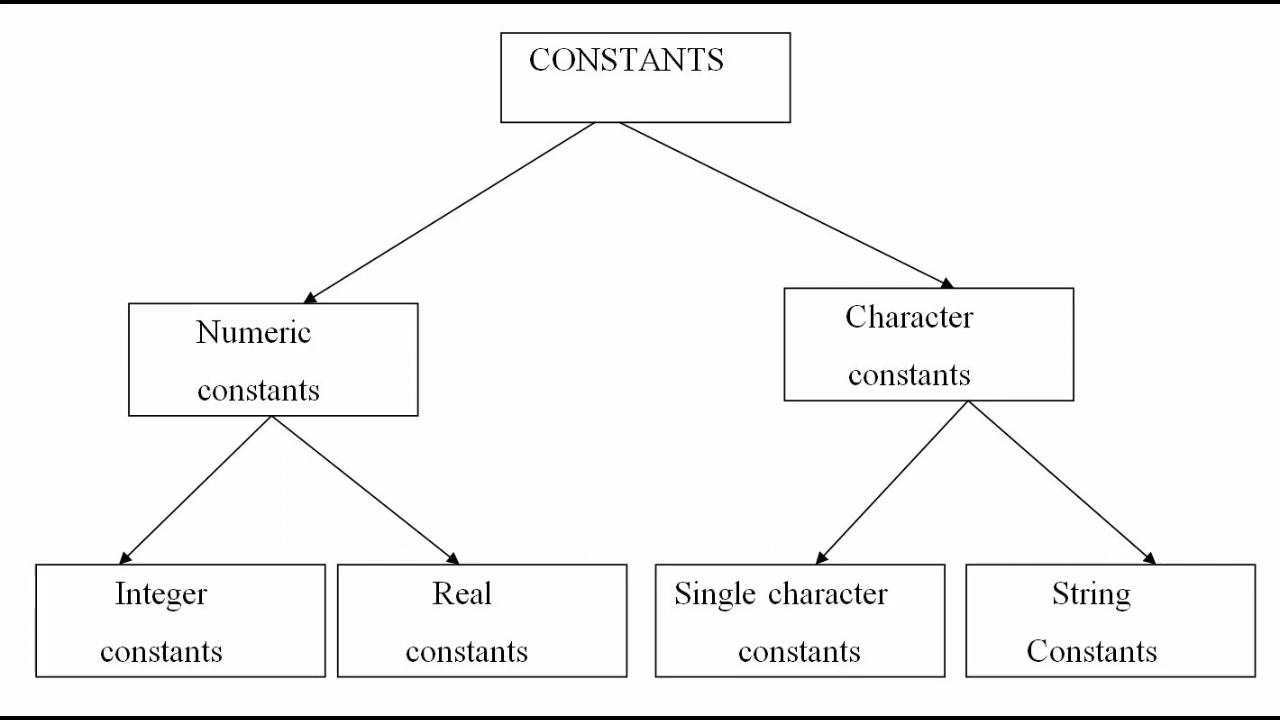 CONSTANTS
Numeric
constants
Character
constants
Integer
constants
Real
constants
Single character
constants
String
Constants